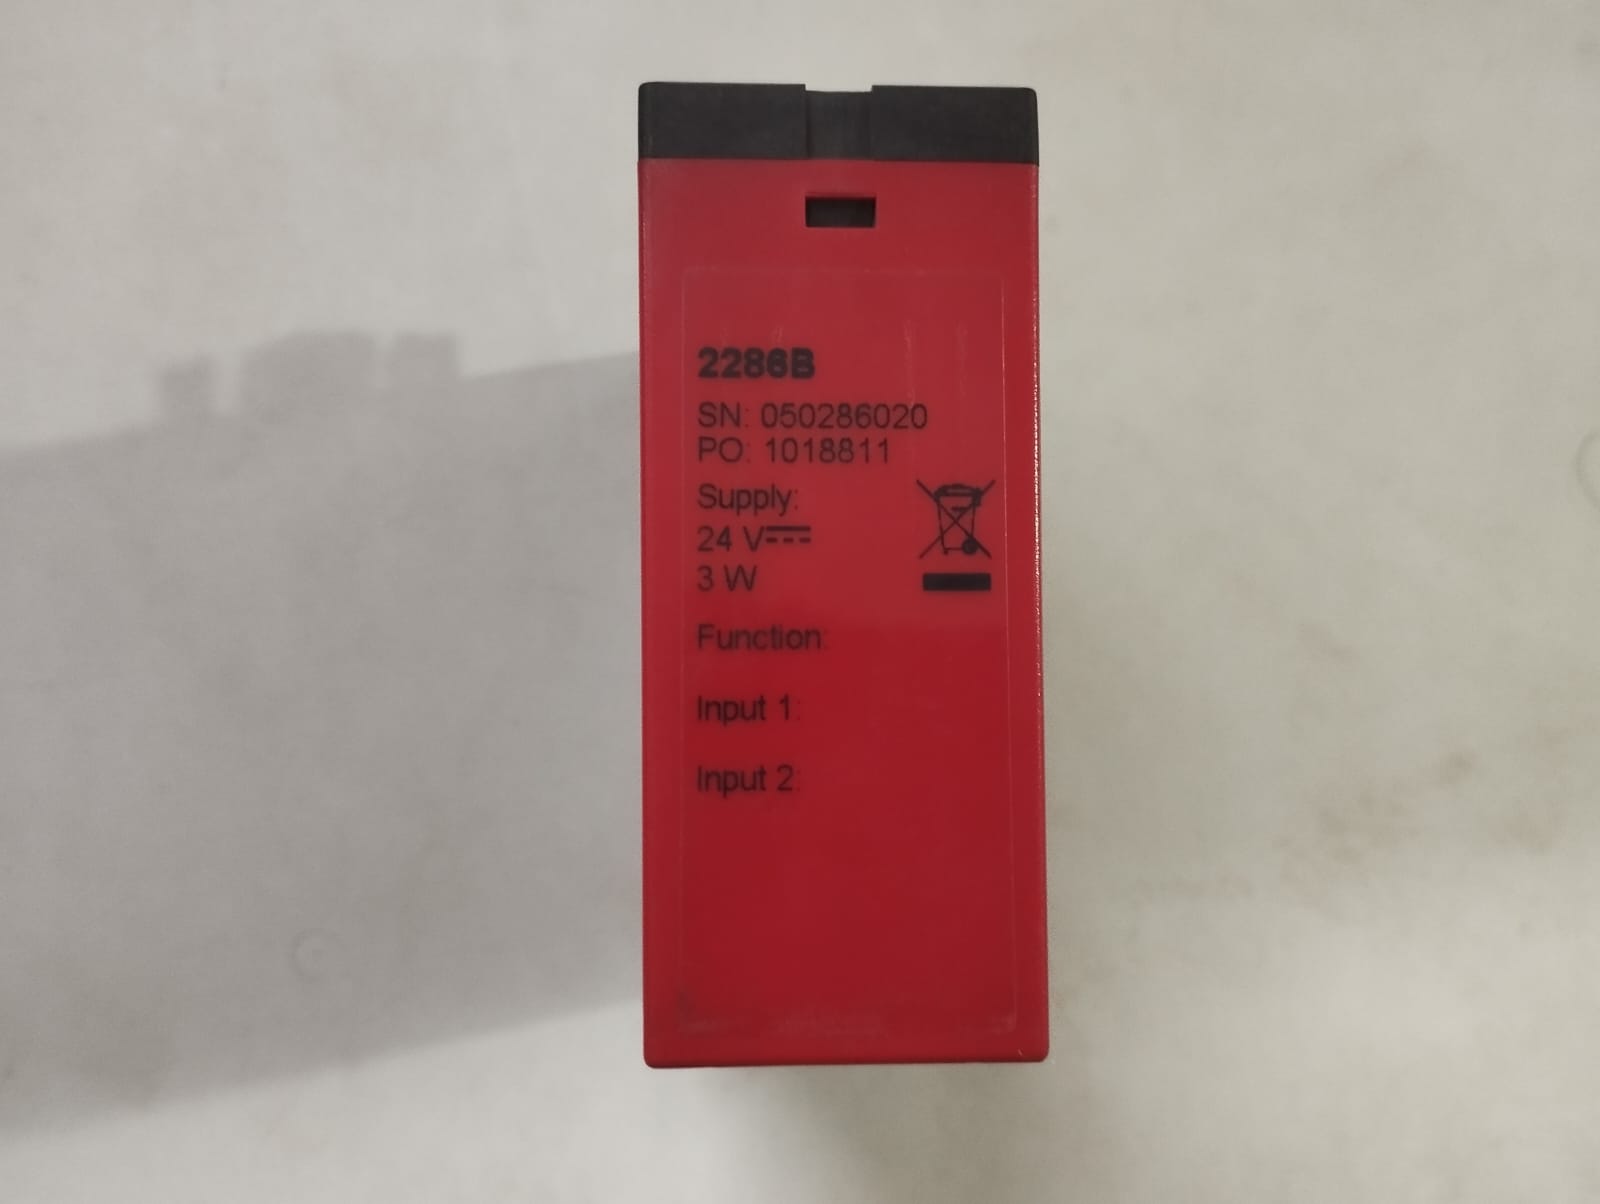 2286B
SN: 050286020
PO: 1018811
Supply:
24 V
3 W
Function:
Input 1:
Input 2: